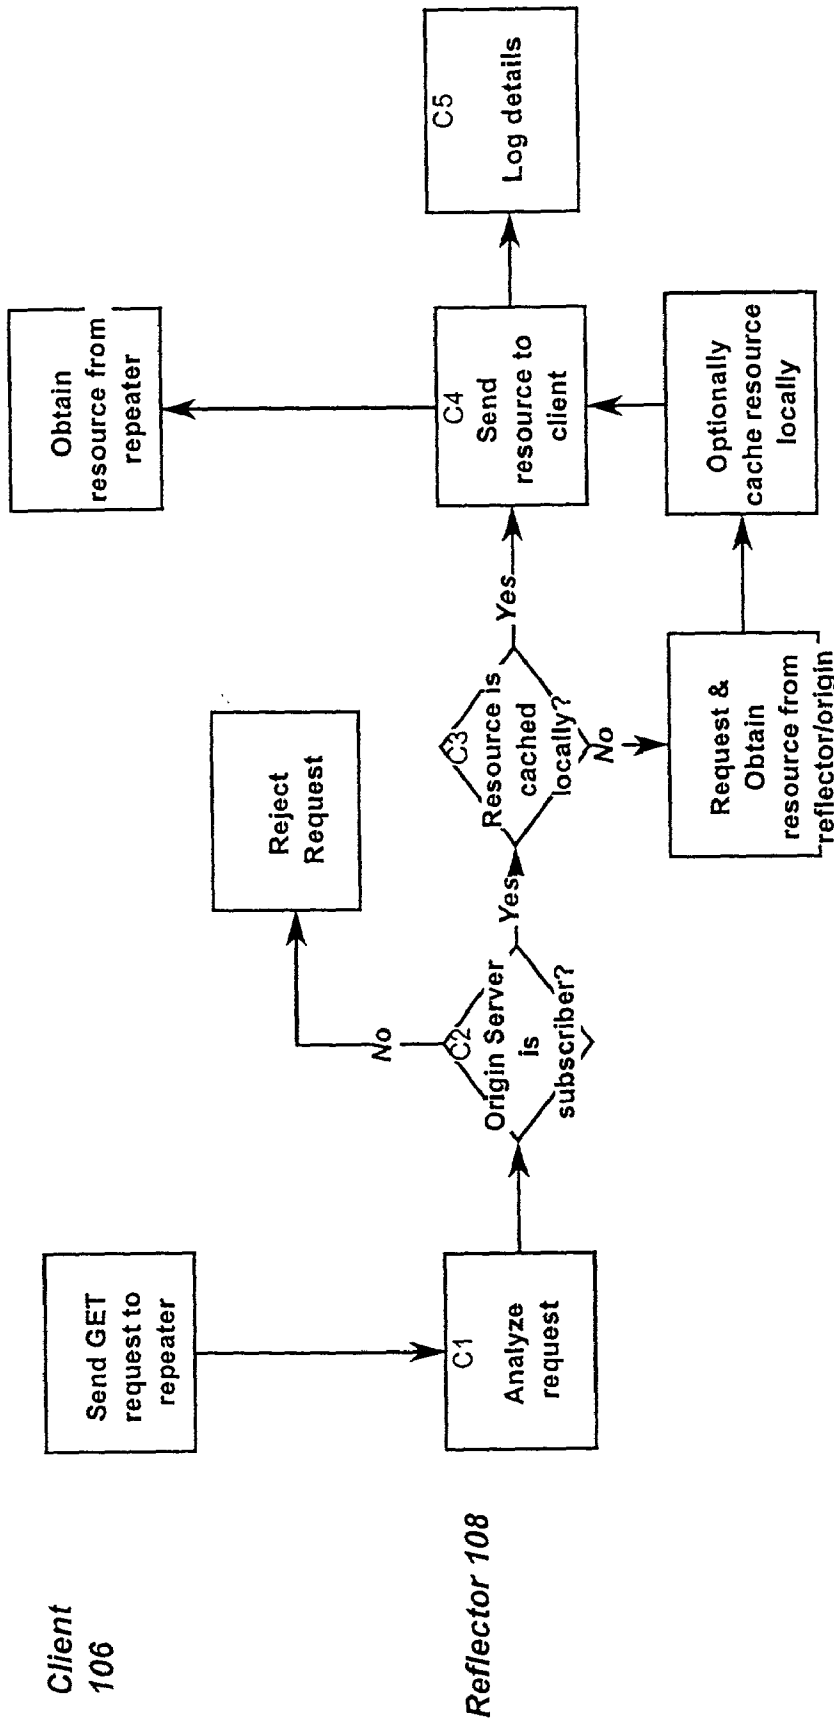 Client
106
Send GET
request to
repeater
Obtain
resource from
repeater
Reject
Request
No
Reflector 108
C1
Analyze
request
C2
Origin Server
is
subscriber?
Yes
C3
Resource is
cached
locally?
Yes
C4
Send
resource to
client
C5
Log details
No
Request &
Obtain
resource from
reflector/origin
Optionally
cache resource
locally